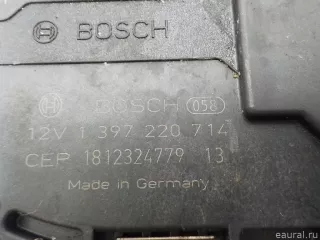 BOSCH
BOSCH 058
12V 1 397 220 714
CEP 1812324779 13
Made in Germany
eaural.ru